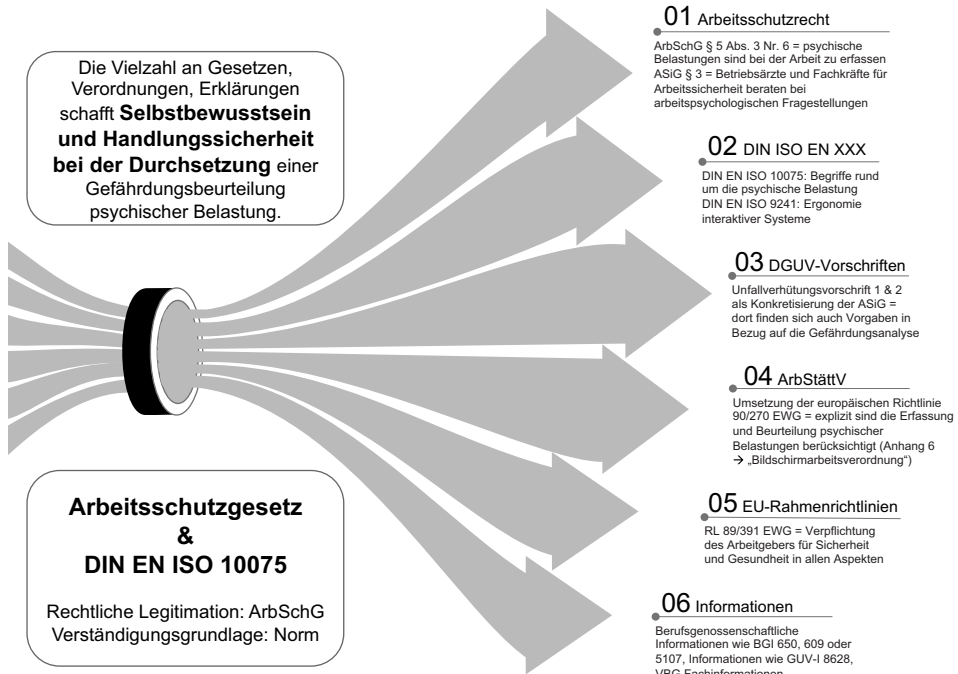 Die Vielzahl an Gesetzen,
Verordnungen, Erklärungen
schafft Selbstbewusstsein
und Handlungssicherheit
bei der Durchsetzung einer
Gefährdungsbeurteilung
psychischer Belastung.
Arbeitsschutzgesetz
&
DIN EN ISO 10075
Rechtliche Legitimation: ArbSchG
Verständigungsgrundlage: Norm
01 Arbeitsschutzrecht
ArbSchG § 5 Abs. 3 Nr. 6 = psychische
Belastungen sind bei der Arbeit zu erfassen
ASiG § 3 = Betriebsärzte und Fachkräfte für
Arbeitssicherheit beraten bei
arbeitspsychologischen Fragestellungen
02 DIN ISO EN XXX
DIN EN ISO 10075: Begriffe rund
um die psychische Belastung
DIN EN ISO 9241: Ergonomie
interaktiver Systeme
03 DGUV-Vorschriften
Unfallverhütungsvorschrift 1 & 2
als Konkretisierung der ASiG =
dort finden sich auch Vorgaben in
Bezug auf die Gefährdungsanalyse
04 ArbStättV
Umsetzung der europäischen Richtlinie
90/270 EWG = explizit sind die Erfassung
und Beurteilung psychischer
Belastungen berücksichtigt (Anhang 6
→ „Bildschirmarbeitsverordnung“)
05 EU-Rahmenrichtlinien
RL 89/391 EWG = Verpflichtung
des Arbeitgebers für Sicherheit
und Gesundheit in allen Aspekten
06 Informationen
Berufsgenossenschaftliche
Informationen wie BGI 650, 609 oder
5107, Informationen wie GUV-I 8628,
VBG Fachinformationen